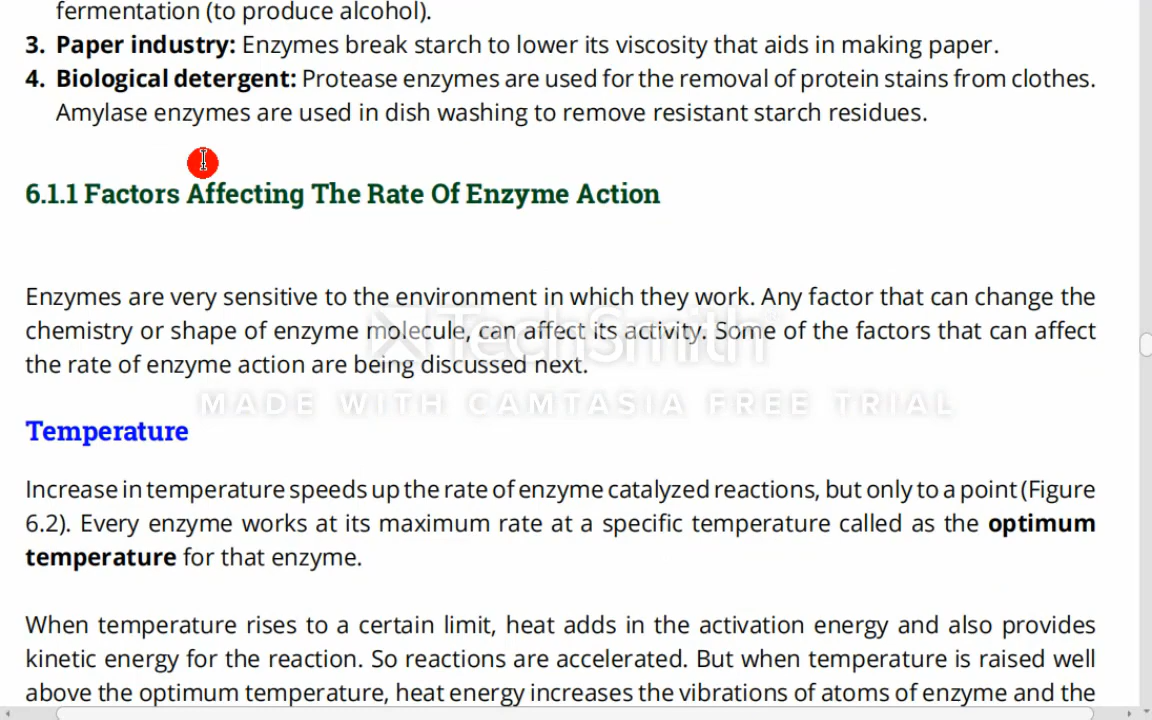 fermentation (to produce alcohol).
3. Paper industry: Enzymes break starch to lower its viscosity that aids in making paper.
4. Biological detergent: Protease enzymes are used for the removal of protein stains from clothes.
Amylase enzymes are used in dish washing to remove resistant starch residues.
6.1.1 Factors Affecting The Rate Of Enzyme Action
Enzymes are very sensitive to the environment in which they work. Any factor that can change the
chemistry or shape of enzyme molecule, can affect its activity. Some of the factors that can affect
the rate of enzyme action are being discussed next.
TechSmith
MADE WITH CAMTASIA FREE TRIAL
Temperature
Increase in temperature speeds up the rate of enzyme catalyzed reactions, but only to a point (Figure
6.2). Every enzyme works at its maximum rate at a specific temperature called as the optimum
temperature for that enzyme.
When temperature rises to a certain limit, heat adds in the activation energy and also provides
kinetic energy for the reaction. So reactions are accelerated. But when temperature is raised well
above the optimum temperature, heat energy increases the vibrations of atoms of enzyme and the